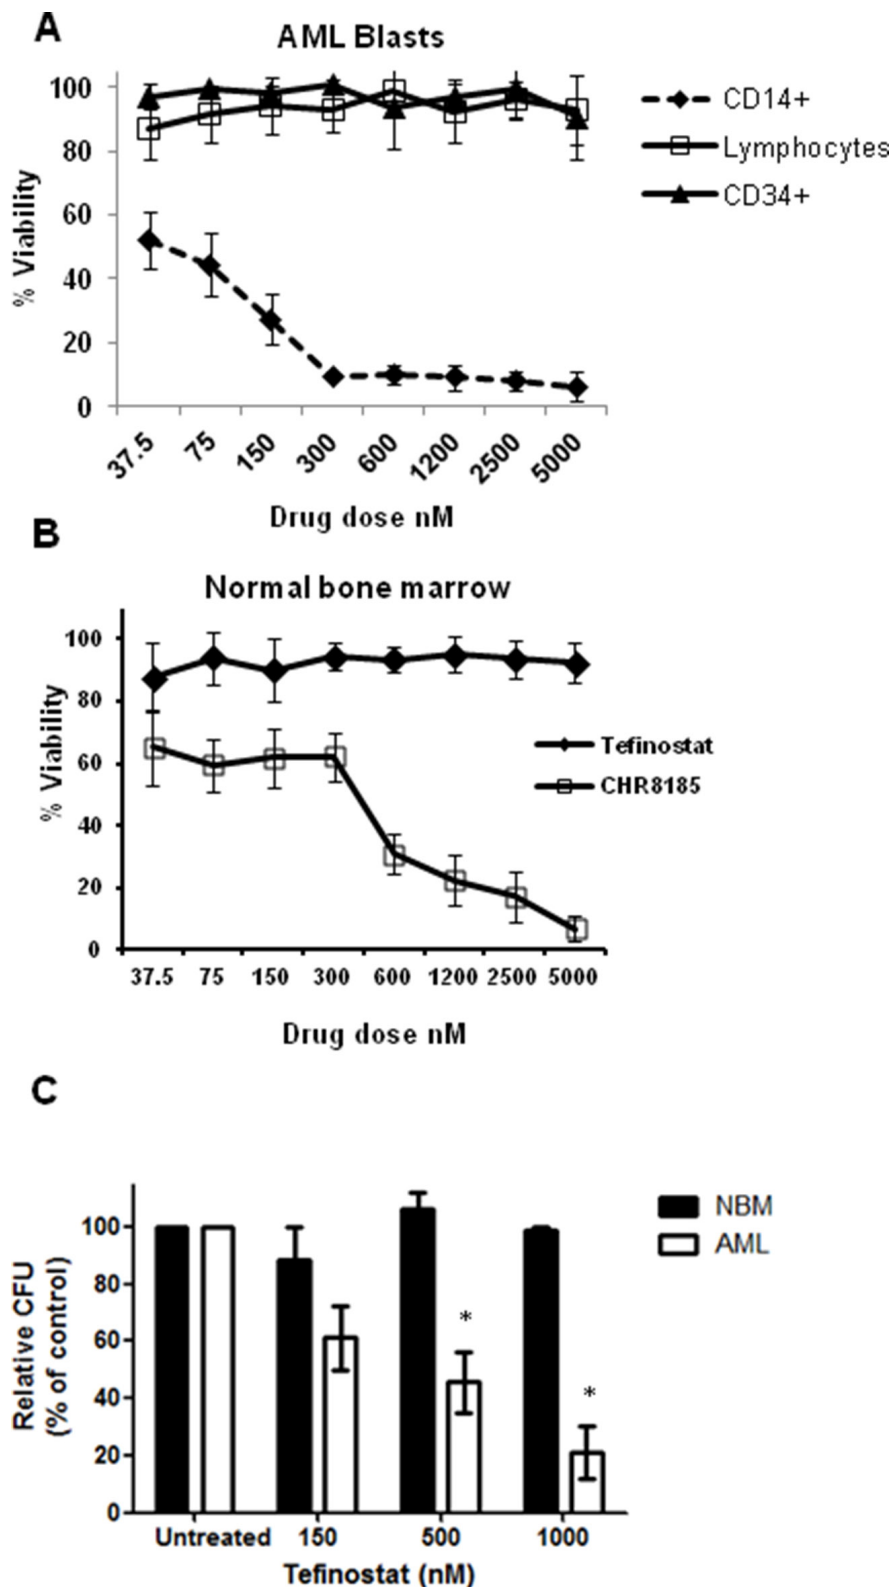 A
AML Blasts
% Viability
100
80
60
40
20
0
37.5 75 150 300 600 1200 2500 5000
Drug dose nM
CD14+
Lymphocytes
CD34+
B
Normal bone marrow
% Viability
100
80
60
40
20
0
37.5 75 150 300 600 1200 2500 5000
Drug dose nM
Tefinostat
CHR8185
C
Relative CFU
(% of control)
100
80
60
40
20
0
*
*
Untreated 150 500 1000
Tefinostat (nM)
NBM
AML